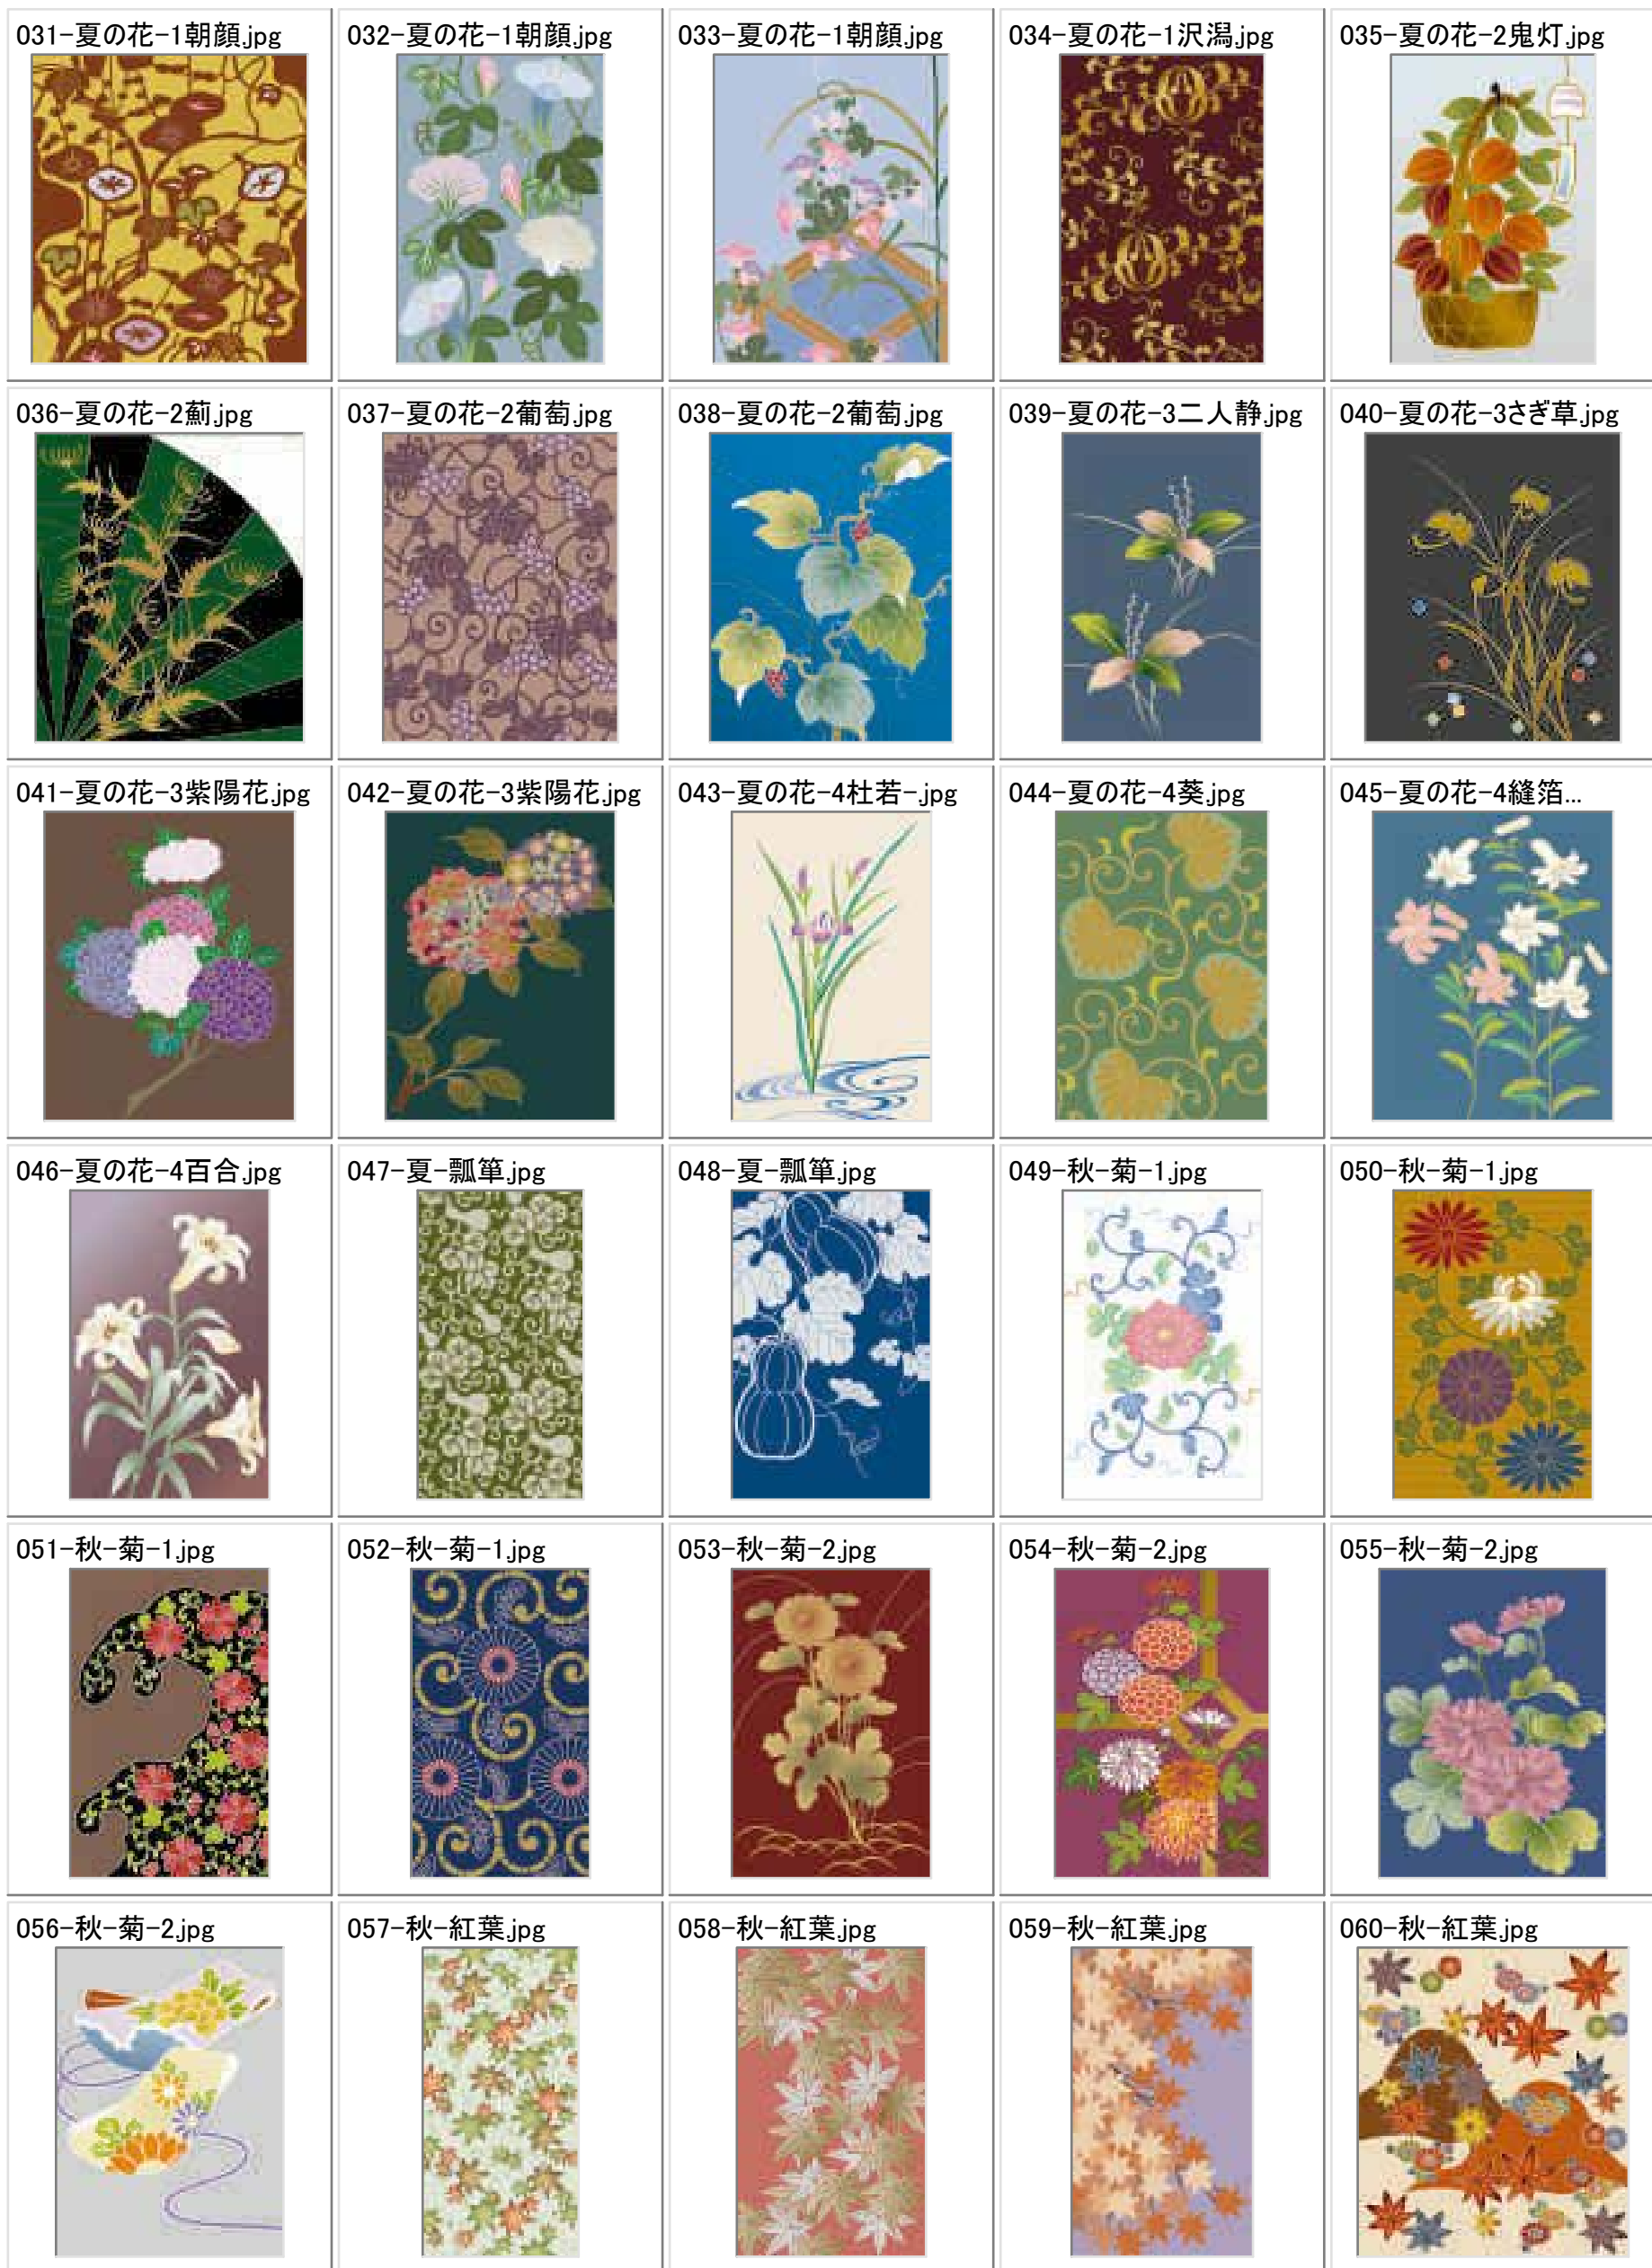 031-夏の花-1朝顔.jpg
032-夏の花-1朝顔.jpg
033-夏の花-1朝顔.jpg
034-夏の花-1沢潟.jpg
035-夏の花-2鬼灯.jpg
036-夏の花-2薊.jpg
037-夏の花-2葡萄.jpg
038-夏の花-2葡萄.jpg
039-夏の花-3二人静.jpg
040-夏の花-3さぎ草.jpg
041-夏の花-3紫陽花.jpg
042-夏の花-3紫陽花.jpg
043-夏の花-4杜若-.jpg
044-夏の花-4葵.jpg
045-夏の花-4縫箔...
046-夏の花-4百合.jpg
047-夏-瓢箪.jpg
048-夏-瓢箪.jpg
049-秋-菊-1.jpg
050-秋-菊-1.jpg
051-秋-菊-1.jpg
052-秋-菊-1.jpg
053-秋-菊-2.jpg
054-秋-菊-2.jpg
055-秋-菊-2.jpg
056-秋-菊-2.jpg
057-秋-紅葉.jpg
058-秋-紅葉.jpg
059-秋-紅葉.jpg
060-秋-紅葉.jpg